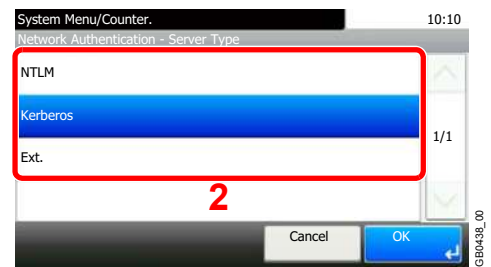 System Menu/Counter. 10:10
Network Authentication - Server Type
NTLM
Kerberos
1/1
Ext.
2
Cancel OK
GB0438_00